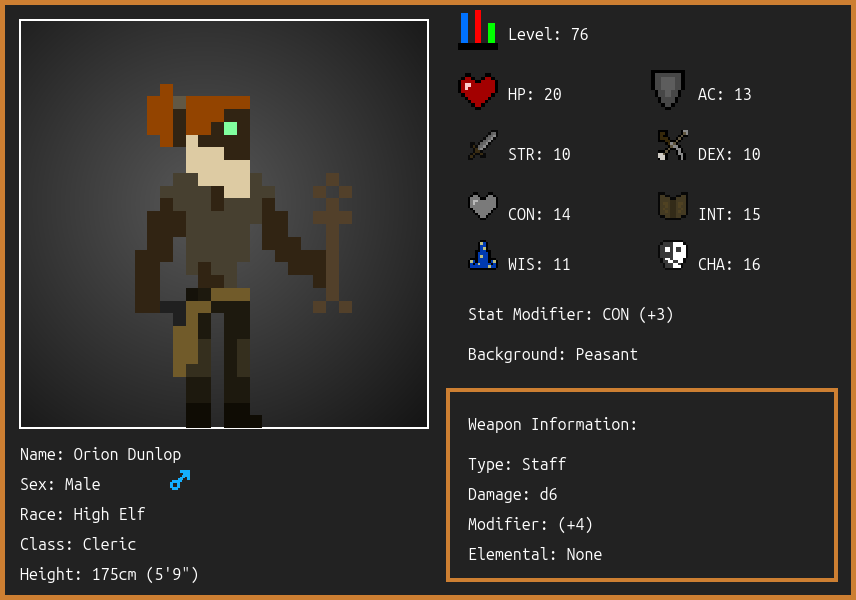 Level: 76
HP: 20
AC: 13
STR: 10
DEX: 10
CON: 14
INT: 15
WIS: 11
CHA: 16
Stat Modifier: CON (+3)
Background: Peasant
Weapon Information:
Type: Staff
Damage: d6
Modifier: (+4)
Elemental: None
Name: Orion Dunlop
Sex: Male
Race: High Elf
Class: Cleric
Height: 175cm (5'9")